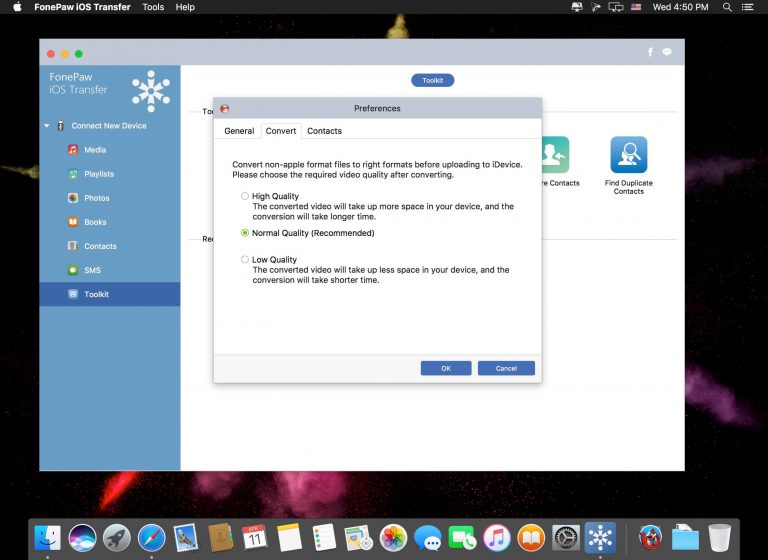 FonePaw iOS Transfer Tools Help
Wed 4:50 PM
FonePaw
iOS Transfer
Toolkit
Connect New Device
Media
Playlists
Photos
Books
Contacts
SMS
Toolkit
Preferences
General Convert Contacts
Convert non-apple format files to right formats before uploading to iDevice.
Please choose the required video quality after converting.
High Quality
The converted video will take up more space in your device, and the
conversion will take longer time.
Normal Quality (Recommended)
Low Quality
The converted video will take up less space in your device, and the
conversion will take shorter time.
OK Cancel
re Contacts
Find Duplicate
Contacts
APR
11